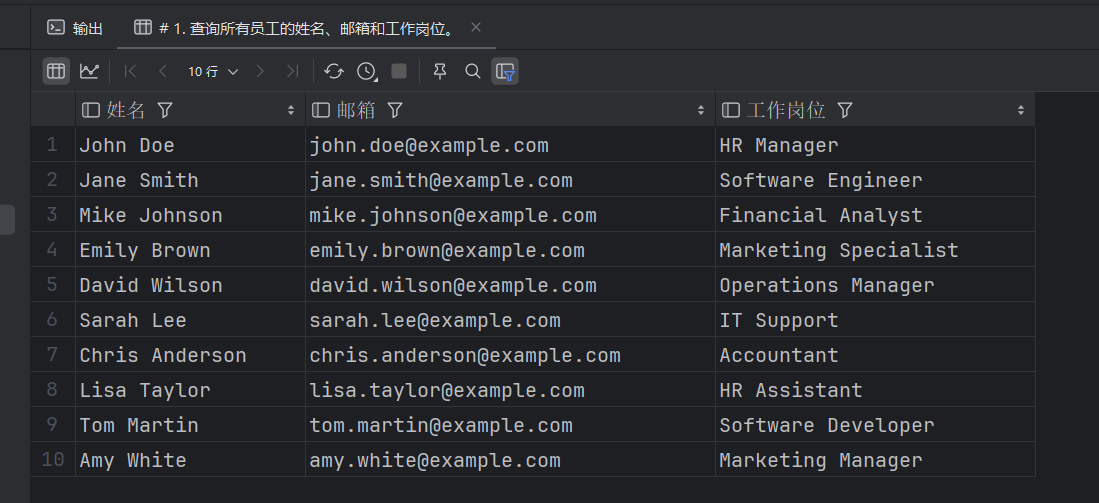 输出 # 1. 查询所有员工的姓名、邮箱和工作岗位。
10 行
姓名 邮箱 工作岗位
1 John Doe john.doe@example.com HR Manager
2 Jane Smith jane.smith@example.com Software Engineer
3 Mike Johnson mike.johnson@example.com Financial Analyst
4 Emily Brown emily.brown@example.com Marketing Specialist
5 David Wilson david.wilson@example.com Operations Manager
6 Sarah Lee sarah.lee@example.com IT Support
7 Chris Anderson chris.anderson@example.com Accountant
8 Lisa Taylor lisa.taylor@example.com HR Assistant
9 Tom Martin tom.martin@example.com Software Developer
10 Amy White amy.white@example.com Marketing Manager